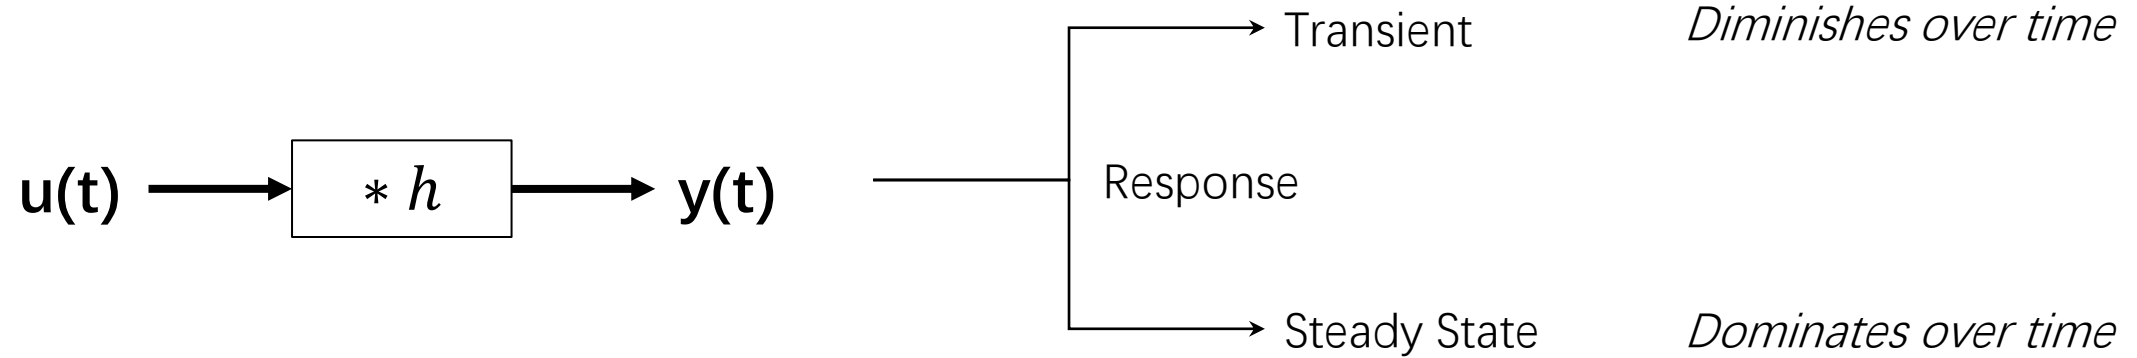 Transient
Diminishes over time
u(t)
* h
y(t)
Response
Steady State
Dominates over time